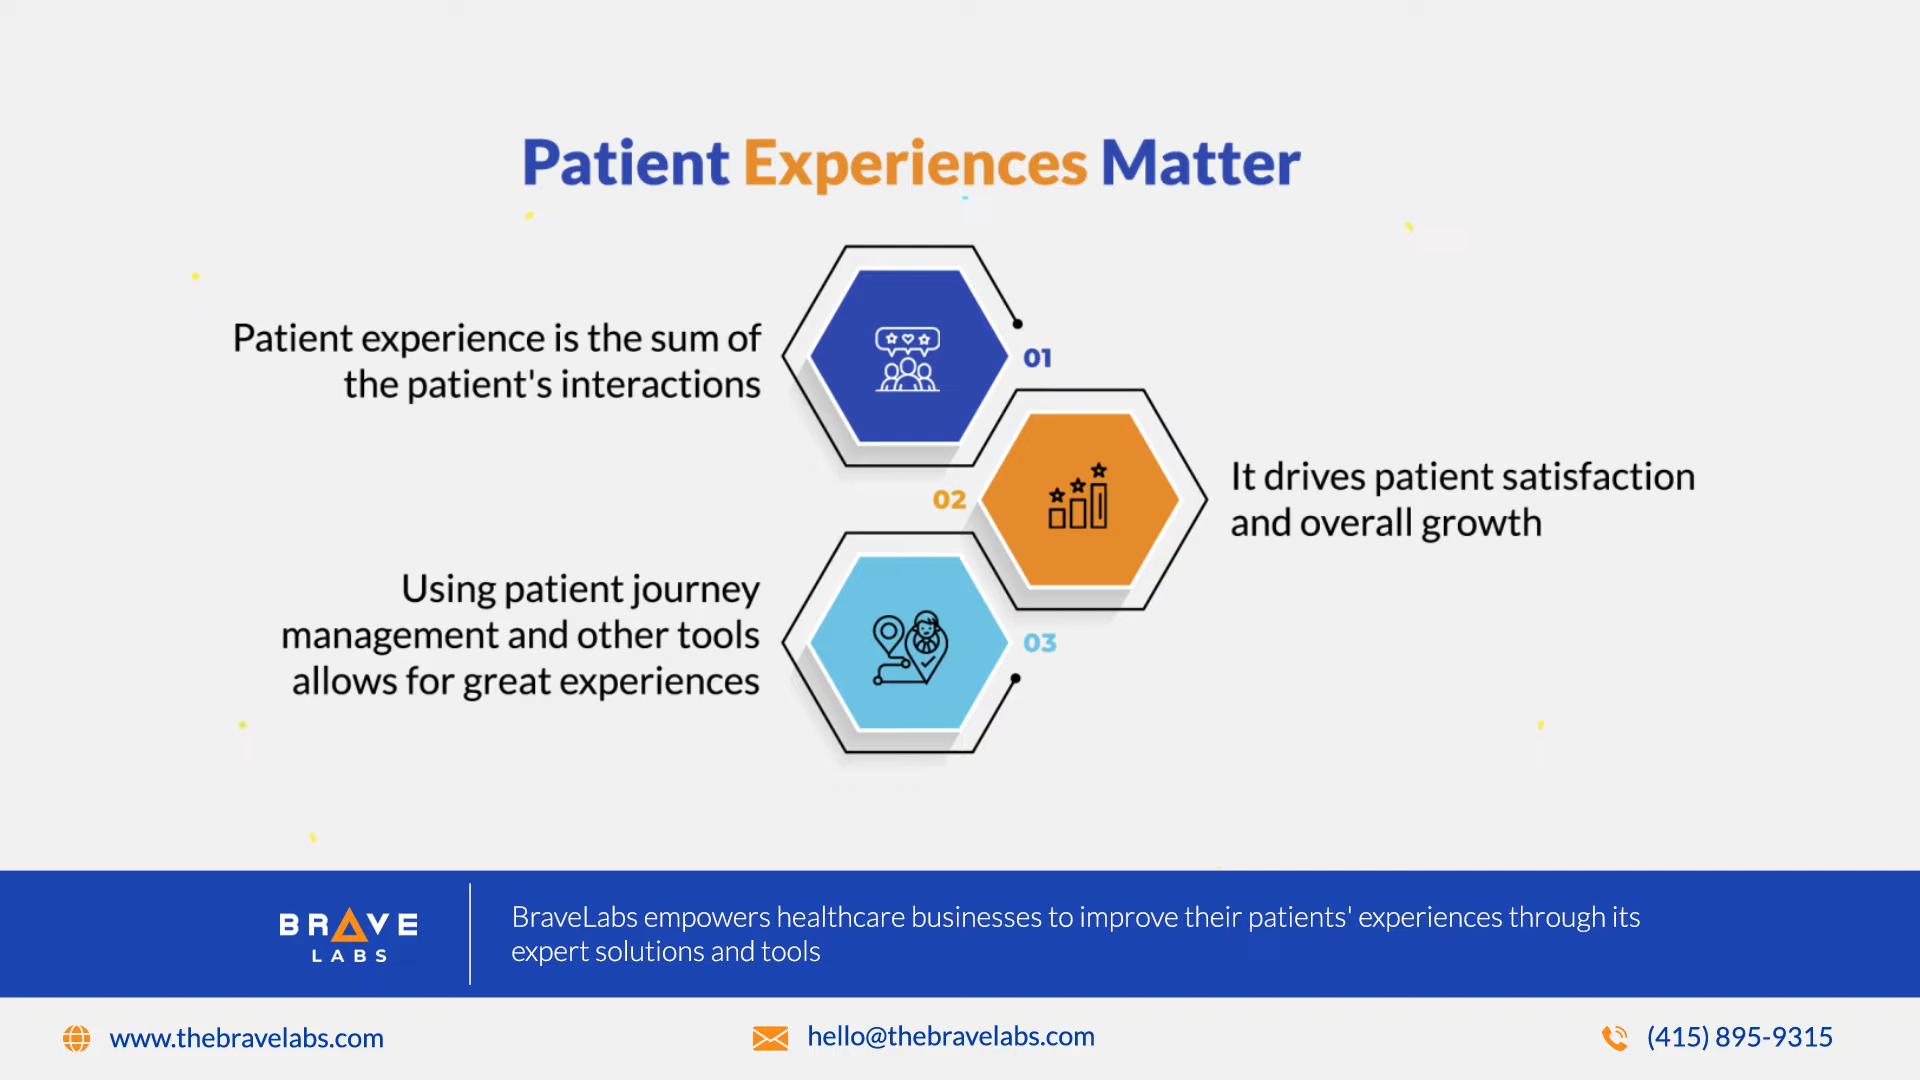 Patient Experiences Matter
Patient experience is the sum of
the patient's interactions
01
02
It drives patient satisfaction
and overall growth
Using patient journey
management and other tools
allows for great experiences
03
BRAVE
LABS
BraveLabs empowers healthcare businesses to improve their patients' experiences through its
expert solutions and tools
www.thebravelabs.com
hello@thebravelabs.com
(415) 895-9315